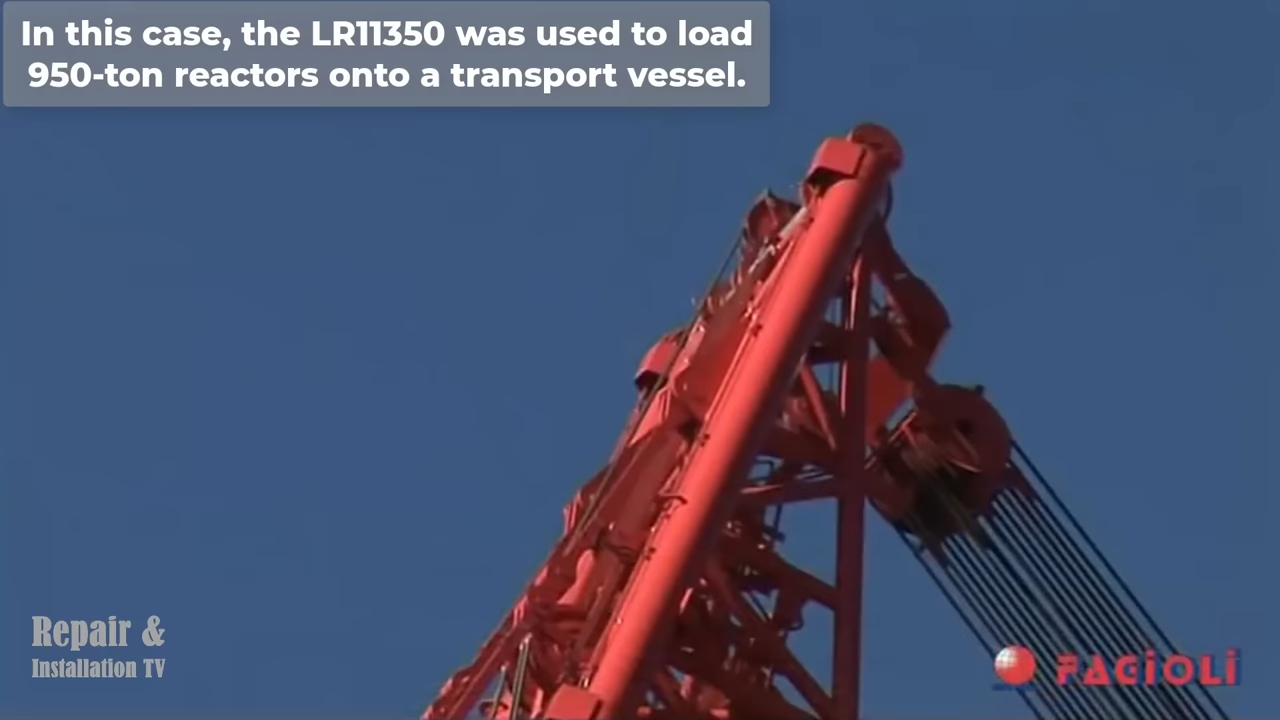 In this case, the LR11350 was used to load
950-ton reactors onto a transport vessel.
Repair &
Installation TV
FAGIOLI